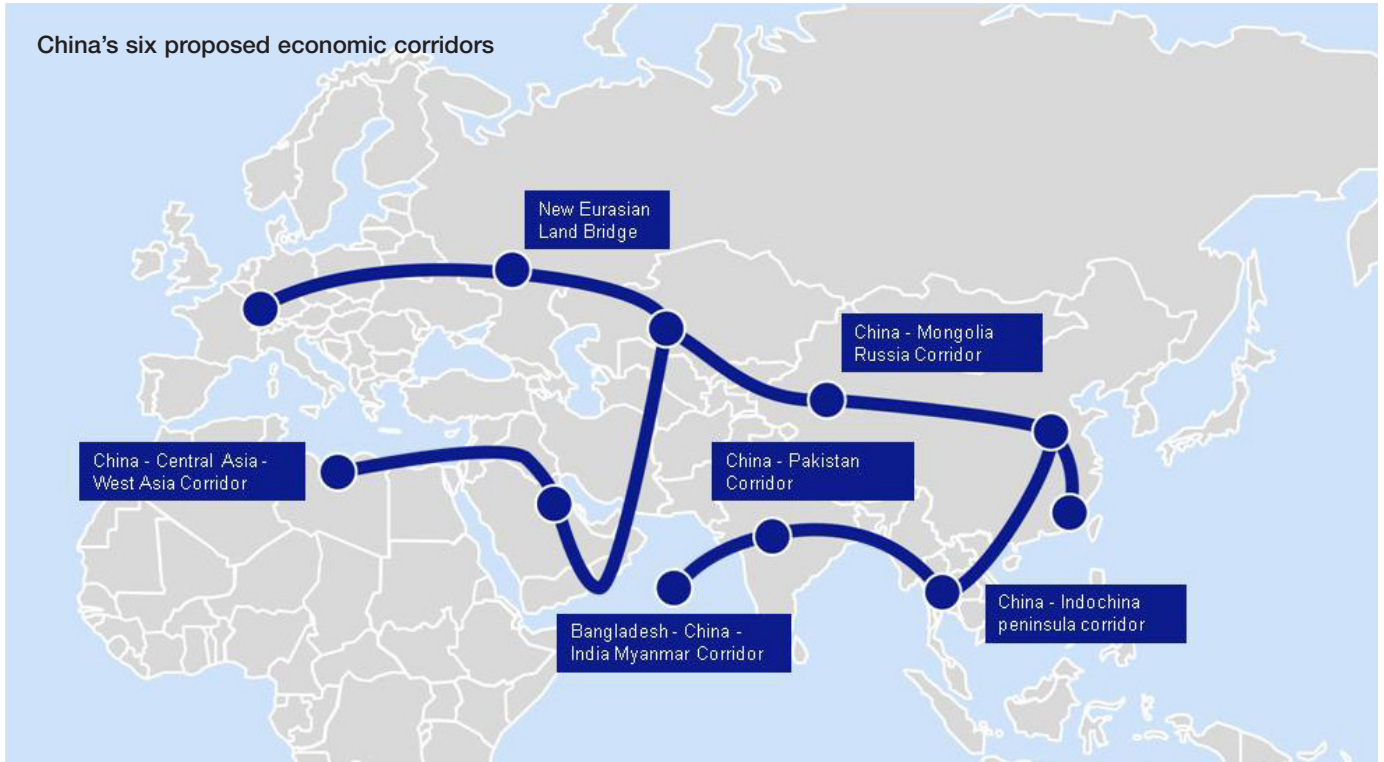 China’s six proposed economic corridors
New Eurasian
Land Bridge
China - Mongolia
Russia Corridor
China - Central Asia -
West Asia Corridor
China - Pakistan
Corridor
China - Indochina
peninsula corridor
Bangladesh - China -
India Myanmar Corridor